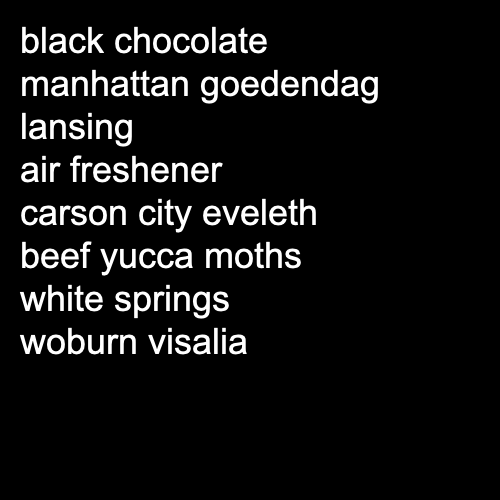 black chocolate
manhattan goedendag
lansing
air freshener
carson city eveleth
beef yucca moths
white springs
woburn visalia